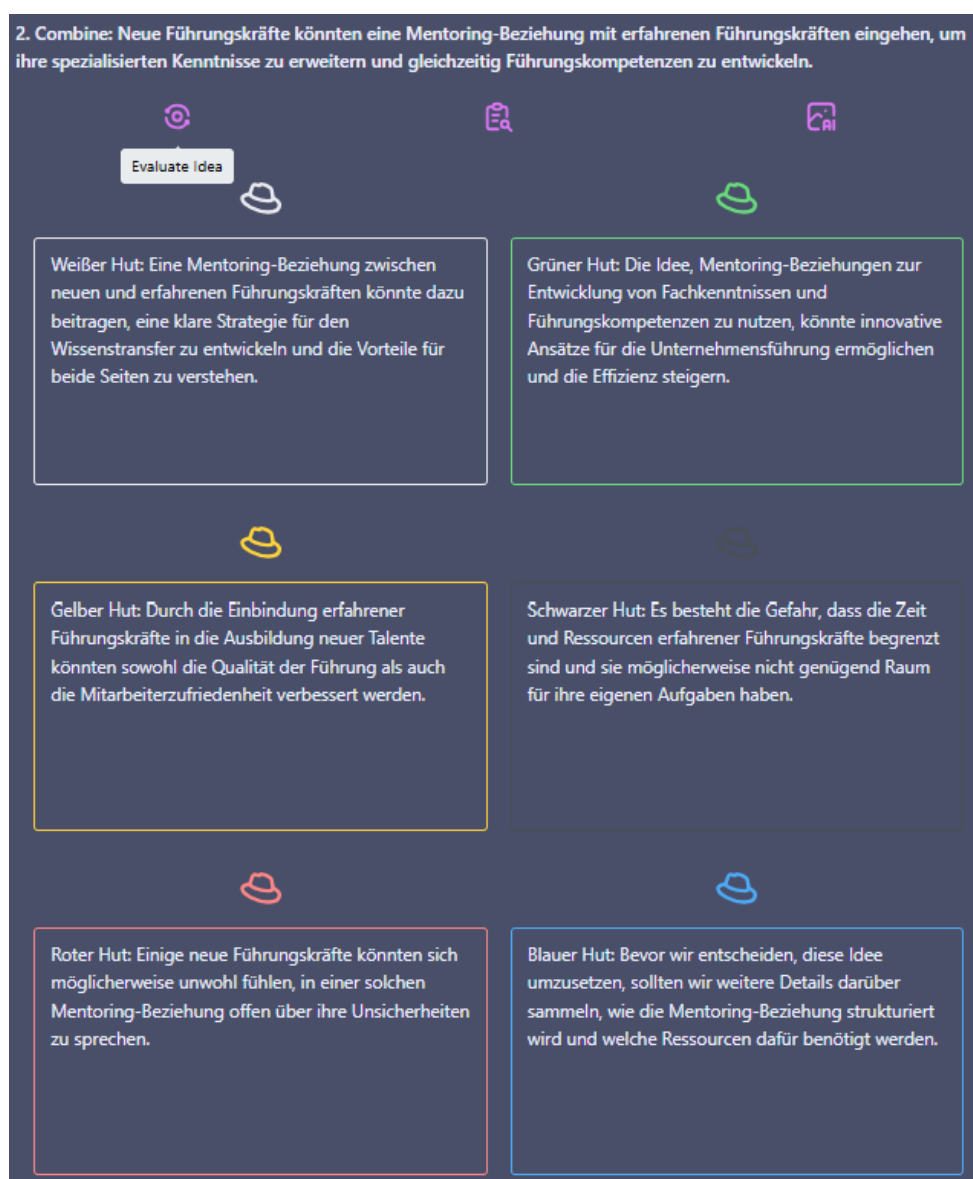 2. Combine: Neue Führungskräfte könnten eine Mentoring-Beziehung mit erfahrenen Führungskräften eingehen, um
ihre spezialisierten Kenntnisse zu erweitern und gleichzeitig Führungskompetenzen zu entwickeln.
AI
Evaluate Idea
Weißer Hut: Eine Mentoring-Beziehung zwischen
neuen und erfahrenen Führungskräften könnte dazu
beitragen, eine klare Strategie für den
Wissenstransfer zu entwickeln und die Vorteile für
beide Seiten zu verstehen.
Grüner Hut: Die Idee, Mentoring-Beziehungen zur
Entwicklung von Fachkenntnissen und
Führungskompetenzen zu nutzen, könnte innovative
Ansätze für die Unternehmensführung ermöglichen
und die Effizienz steigern.
Gelber Hut: Durch die Einbindung erfahrener
Führungskräfte in die Ausbildung neuer Talente
könnten sowohl die Qualität der Führung als auch
die Mitarbeiterzufriedenheit verbessert werden.
Schwarzer Hut: Es besteht die Gefahr, dass die Zeit
und Ressourcen erfahrener Führungskräfte begrenzt
sind und sie möglicherweise nicht genügend Raum
für ihre eigenen Aufgaben haben.
Roter Hut: Einige neue Führungskräfte könnten sich
möglicherweise unwohl fühlen, in einer solchen
Mentoring-Beziehung offen über ihre Unsicherheiten
zu sprechen.
Blauer Hut: Bevor wir entscheiden, diese Idee
umzusetzen, sollten wir weitere Details darüber
sammeln, wie die Mentoring-Beziehung strukturiert
wird und welche Ressourcen dafür benötigt werden.